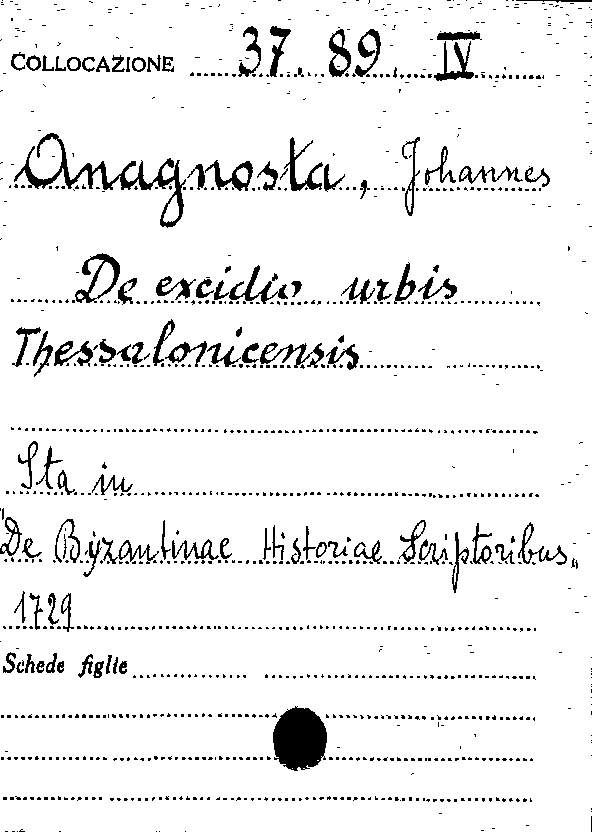 COLLOCAZIONE 37. 89. IV
Anagnosta, Johannes
De excidio urbis
Thessalonicensis
Sta in
"De Byzantinae Historiae Scriptoribus„
1729
Schede figlie